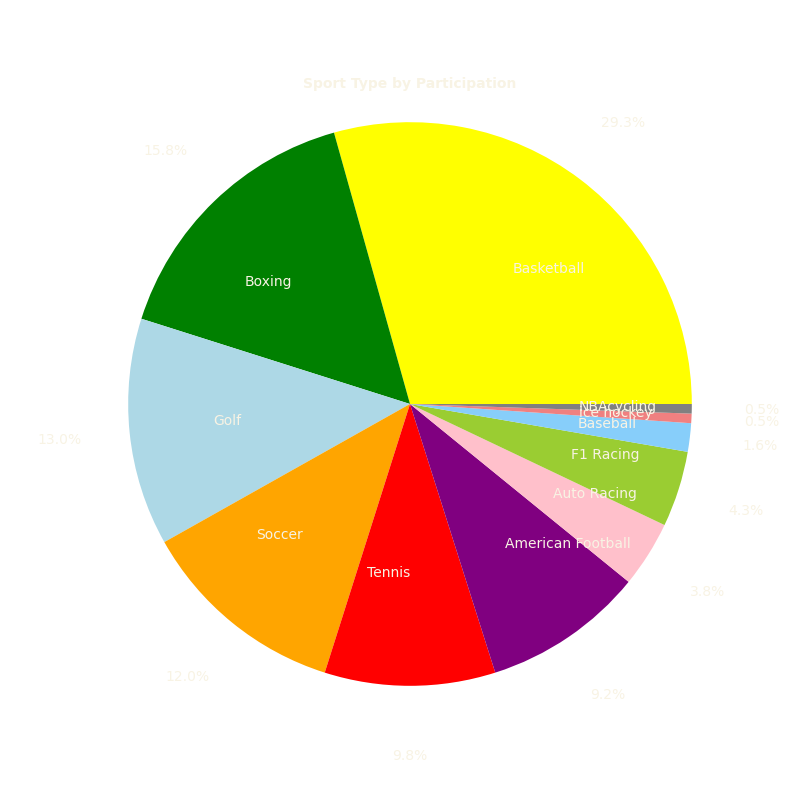 Sport Type by Participation
29.3%
15.8%
Basketball
Boxing
NBAcycling
0.5%
Ice hockey
0.5%
Golf
Baseball
13.0%
1.6%
F1 Racing
Auto Racing
4.3%
Soccer
American Football
Tennis
3.8%
12.0%
9.2%
9.8%